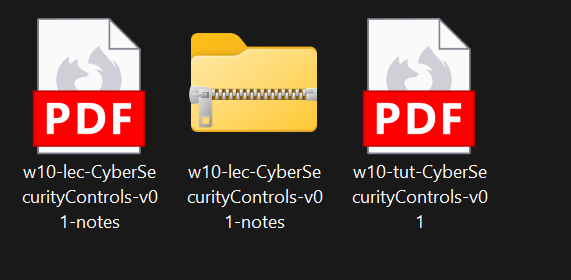 PDF
PDF
w10-lec-CyberSe
curityControls-v0
1-notes
w10-lec-CyberSe
curityControls-v0
1-notes
w10-tut-CyberSe
curityControls-v0
1